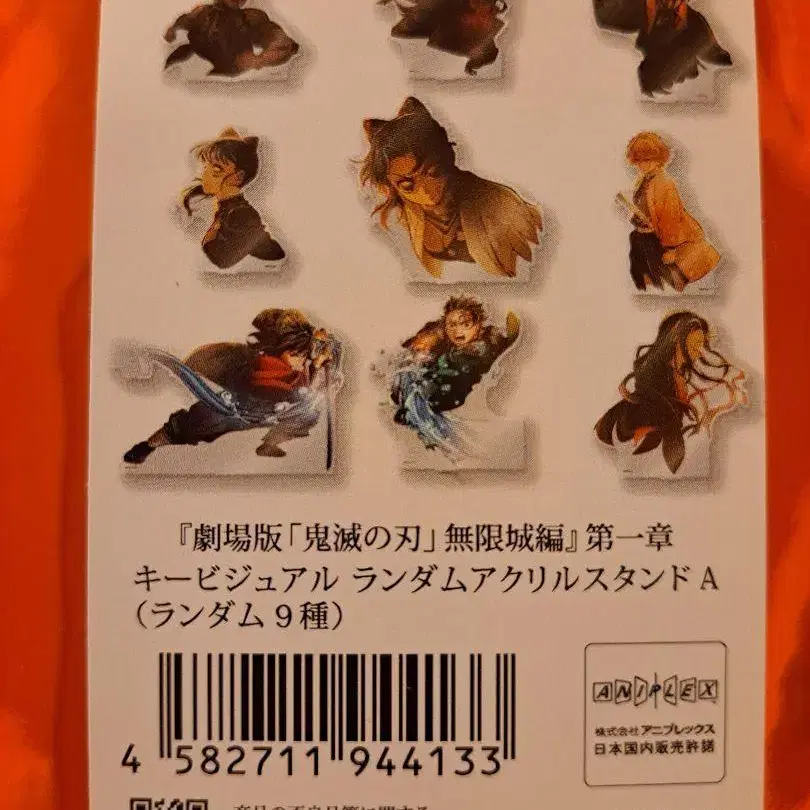 『劇場版「鬼滅の刃」無限城編』第一章
キービジュアル ランダムアクリルスタンド A
（ランダム 9 種）
4 582711 944133
ANIPLEX
株式会社アニプレックス
日本国内販売許諾